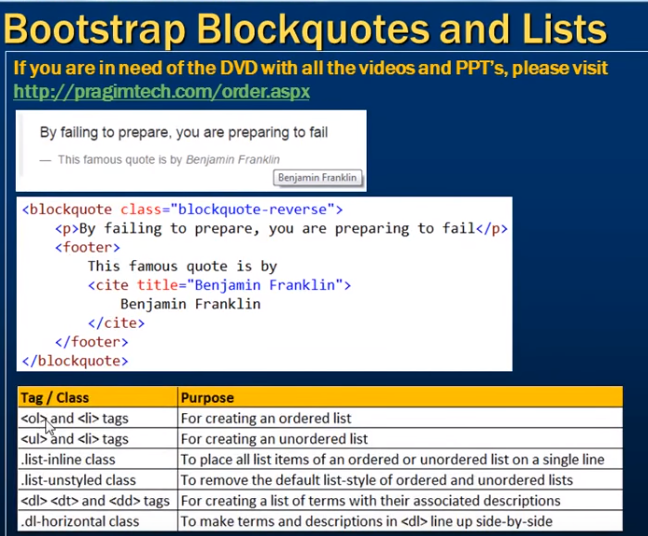 Bootstrap Blockquotes and Lists
If you are in need of the DVD with all the videos and PPT's, please visit
http://pragimtech.com/order.aspx
By failing to prepare, you are preparing to fail
— This famous quote is by Benjamin Franklin
Benjamin Franklin
<blockquote class="blockquote-reverse">
<p>By failing to prepare, you are preparing to fail</p>
<footer>
This famous quote is by
<cite title="Benjamin Franklin">
Benjamin Franklin
</cite>
</footer>
</blockquote>
Tag / Class Purpose
<ol> and <li> tags For creating an ordered list
<ul> and <li> tags For creating an unordered list
.list-inline class To place all list items of an ordered or unordered list on a single line
.list-unstyled class To remove the default list-style of ordered and unordered lists
<dl> <dt> and <dd> tags For creating a list of terms with their associated descriptions
.dl-horizontal class To make terms and descriptions in <dl> line up side-by-side